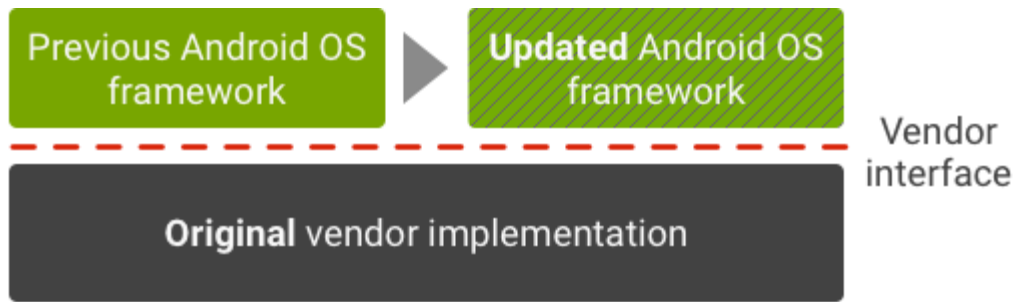 Previous Android OS
framework
Updated Android OS
framework
Vendor
interface
Original vendor implementation